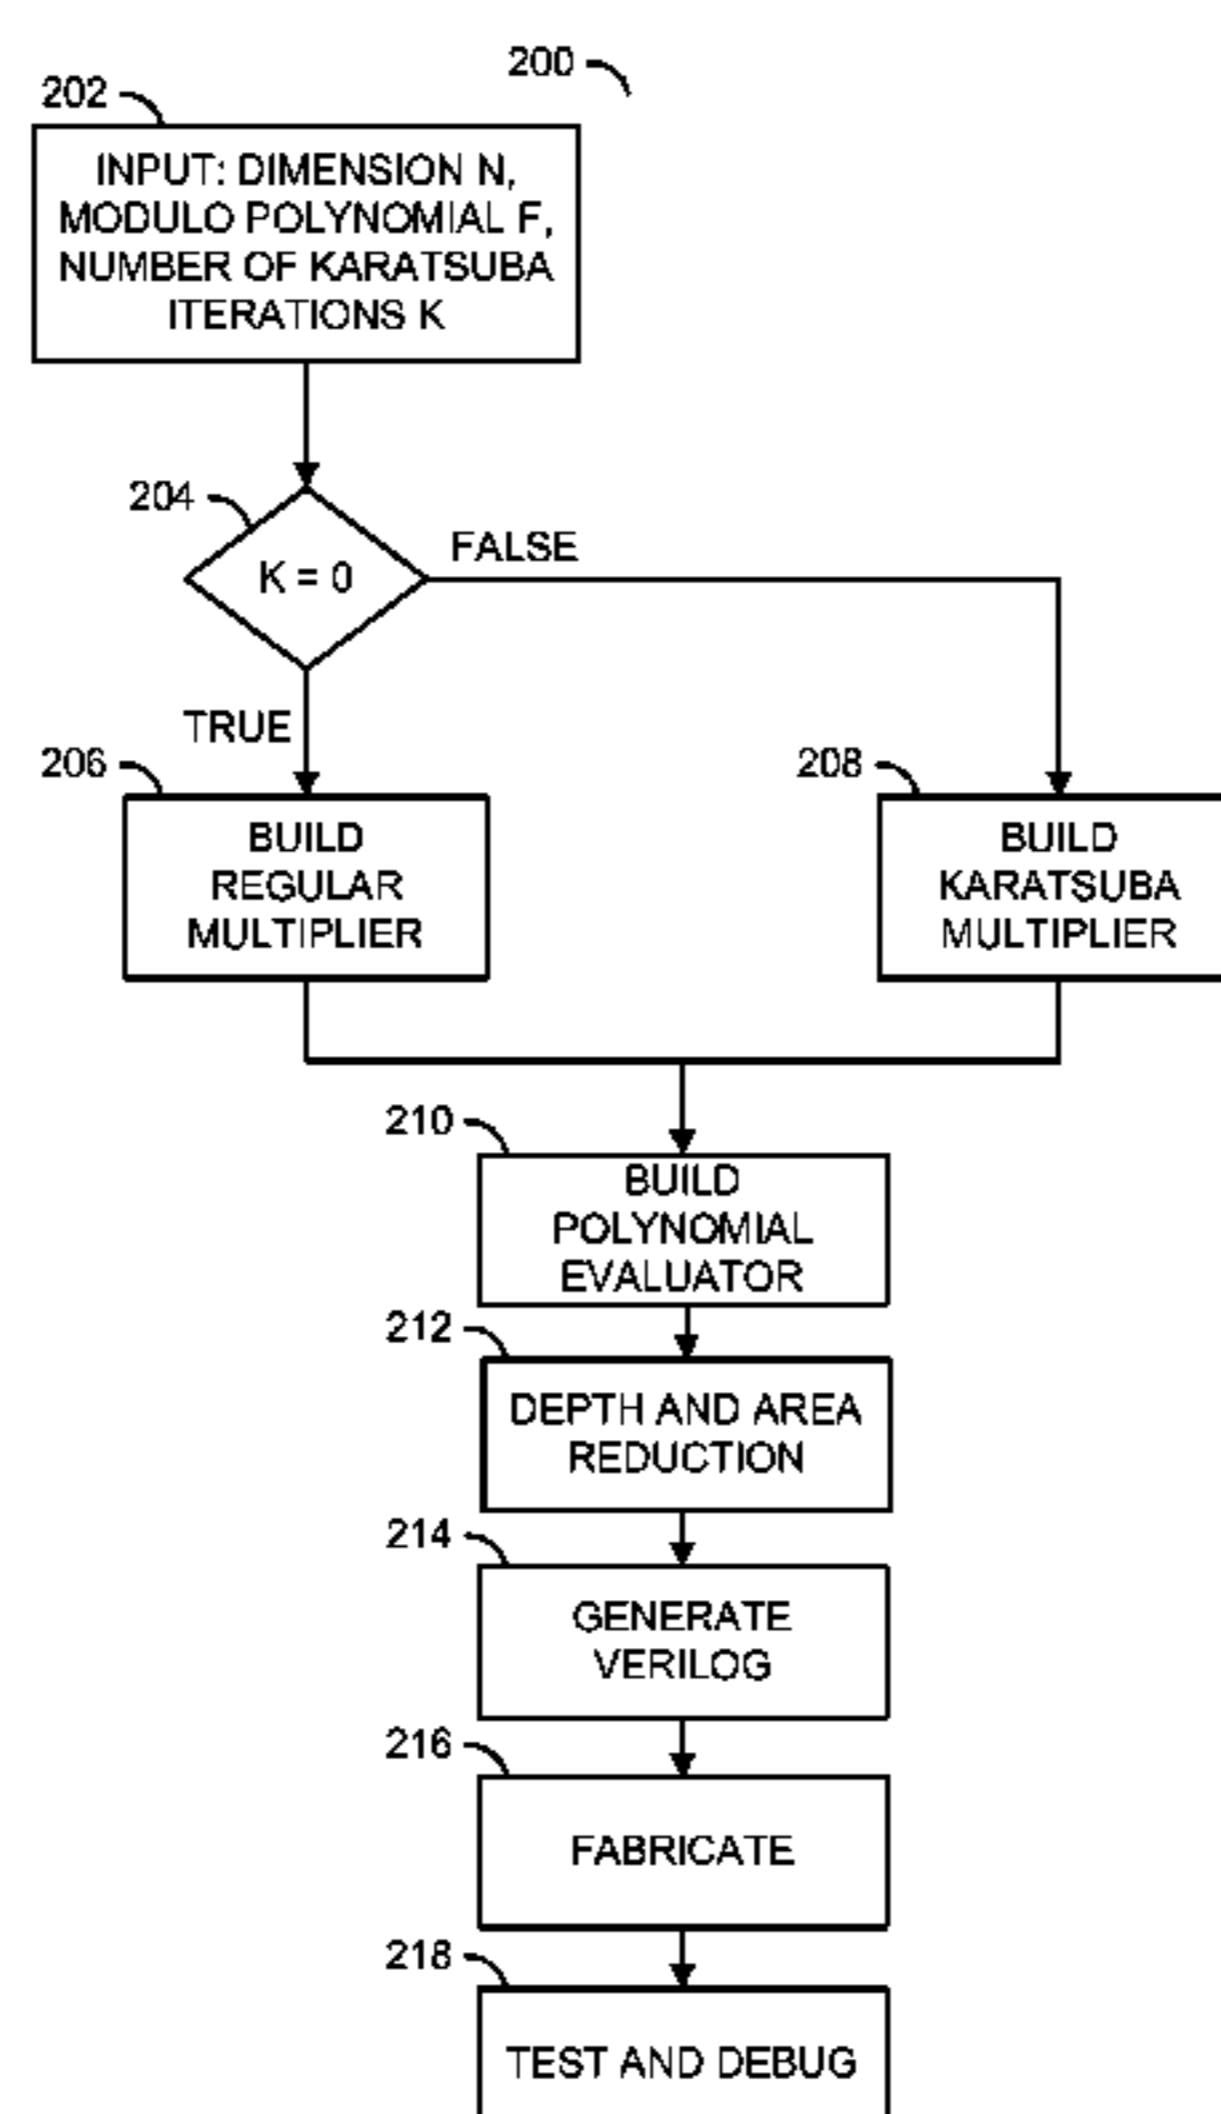 200
202
INPUT: DIMENSION N,
MODULO POLYNOMIAL F,
NUMBER OF KARATSUBA
ITERATIONS K
204
K = 0
FALSE
TRUE
206
BUILD
REGULAR
MULTIPLIER
208
BUILD
KARATSUBA
MULTIPLIER
210
BUILD
POLYNOMIAL
EVALUATOR
212
DEPTH AND AREA
REDUCTION
214
GENERATE
VERILOG
216
FABRICATE
218
TEST AND DEBUG